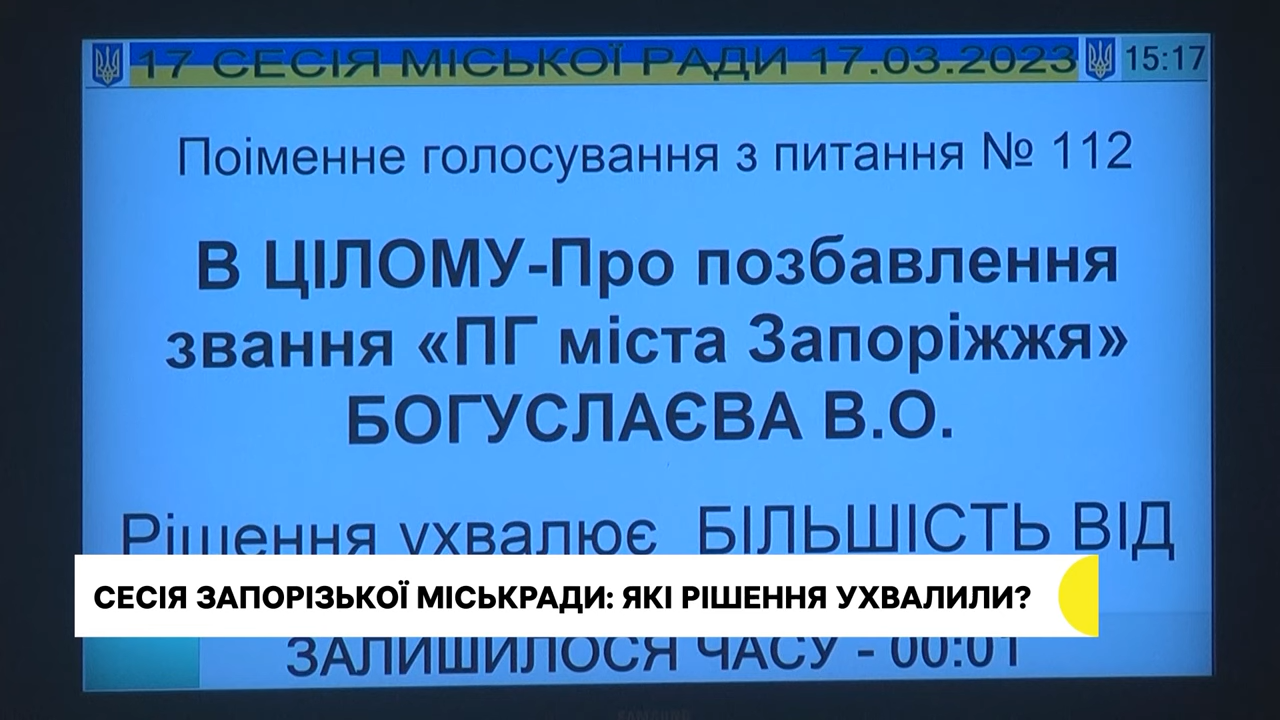 17 СЕСІЯ МІСЬКОЇ РАДИ 17.03.2023 15:17
Поіменне голосування з питання № 112
В ЦІЛОМУ-Про позбавлення
звання «ПГ міста Запоріжжя»
БОГУСЛАЄВА В.О.
Рішення ухвалює БІЛЬШІСТЬ ВІД
СЕСІЯ ЗАПОРІЗЬКОЇ МІСЬКРАДИ: ЯКІ РІШЕННЯ УХВАЛИЛИ?
ЗАЛИШИЛОСЯ ЧАСУ - 00:01
SAMSUNG